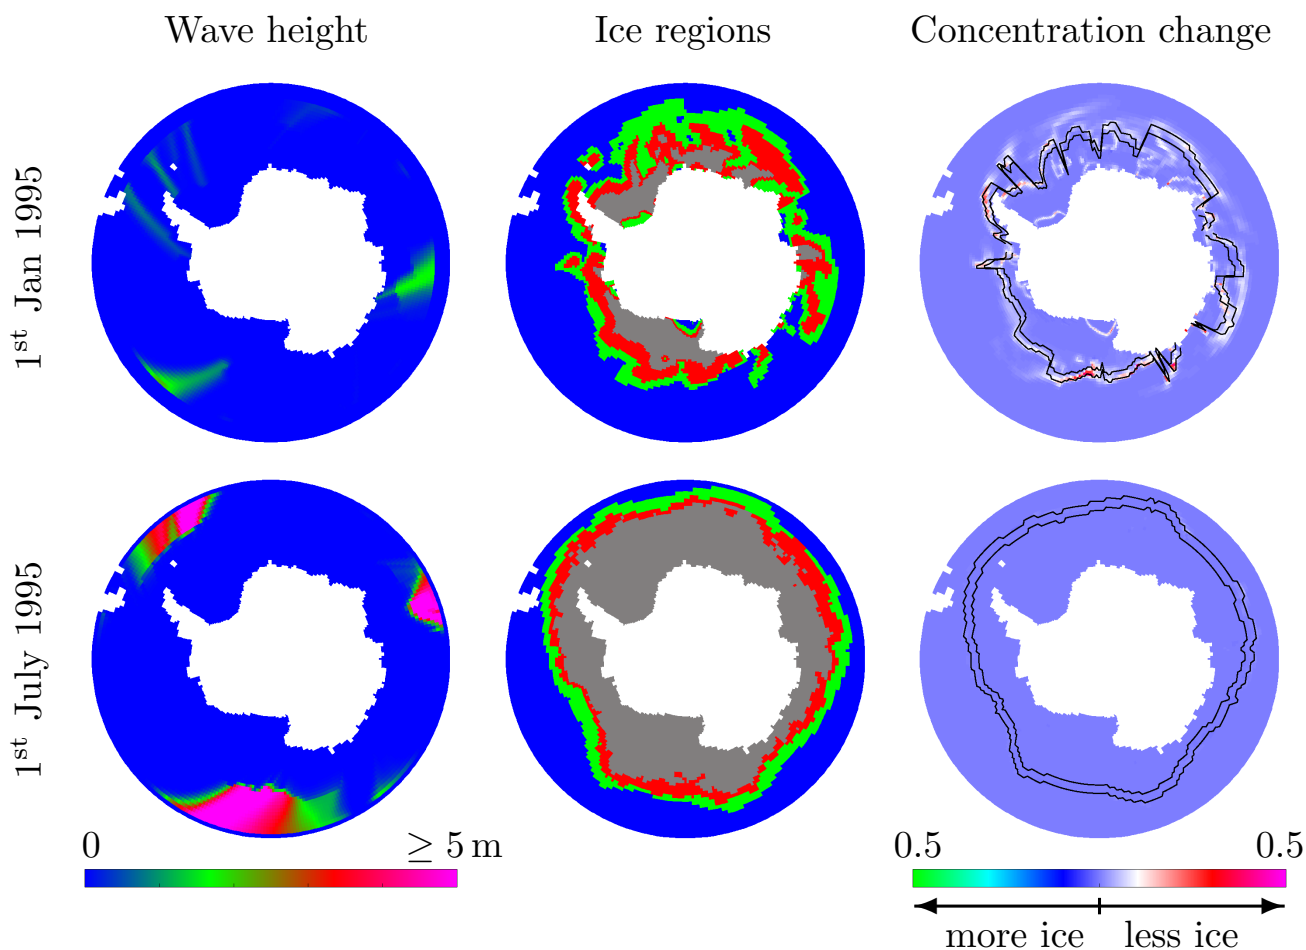 Wave height Ice regions Concentration change
1st Jan 1995
1st July 1995
0 ≥ 5 m 0.5 0.5
more ice less ice